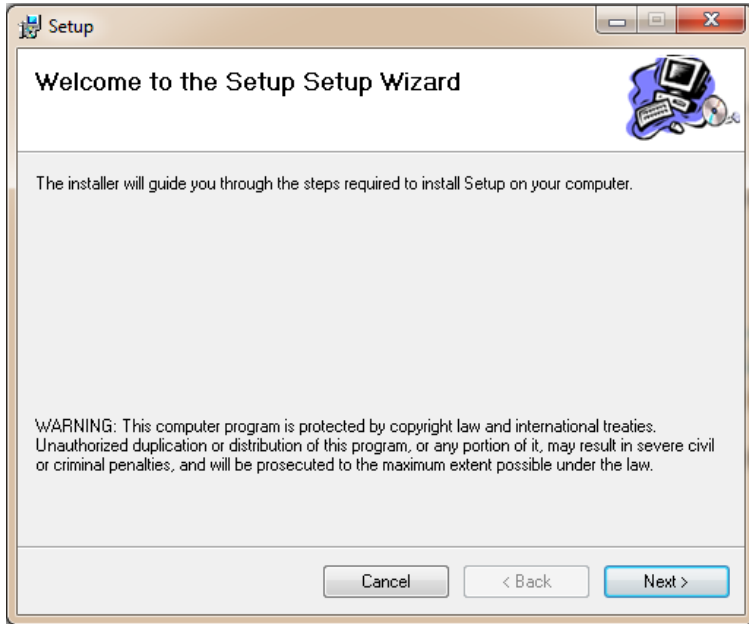 Setup
Welcome to the Setup Setup Wizard
The installer will guide you through the steps required to install Setup on your computer.
WARNING: This computer program is protected by copyright law and international treaties.
Unauthorized duplication or distribution of this program, or any portion of it, may result in severe civil
or criminal penalties, and will be prosecuted to the maximum extent possible under the law.
Cancel < Back Next >